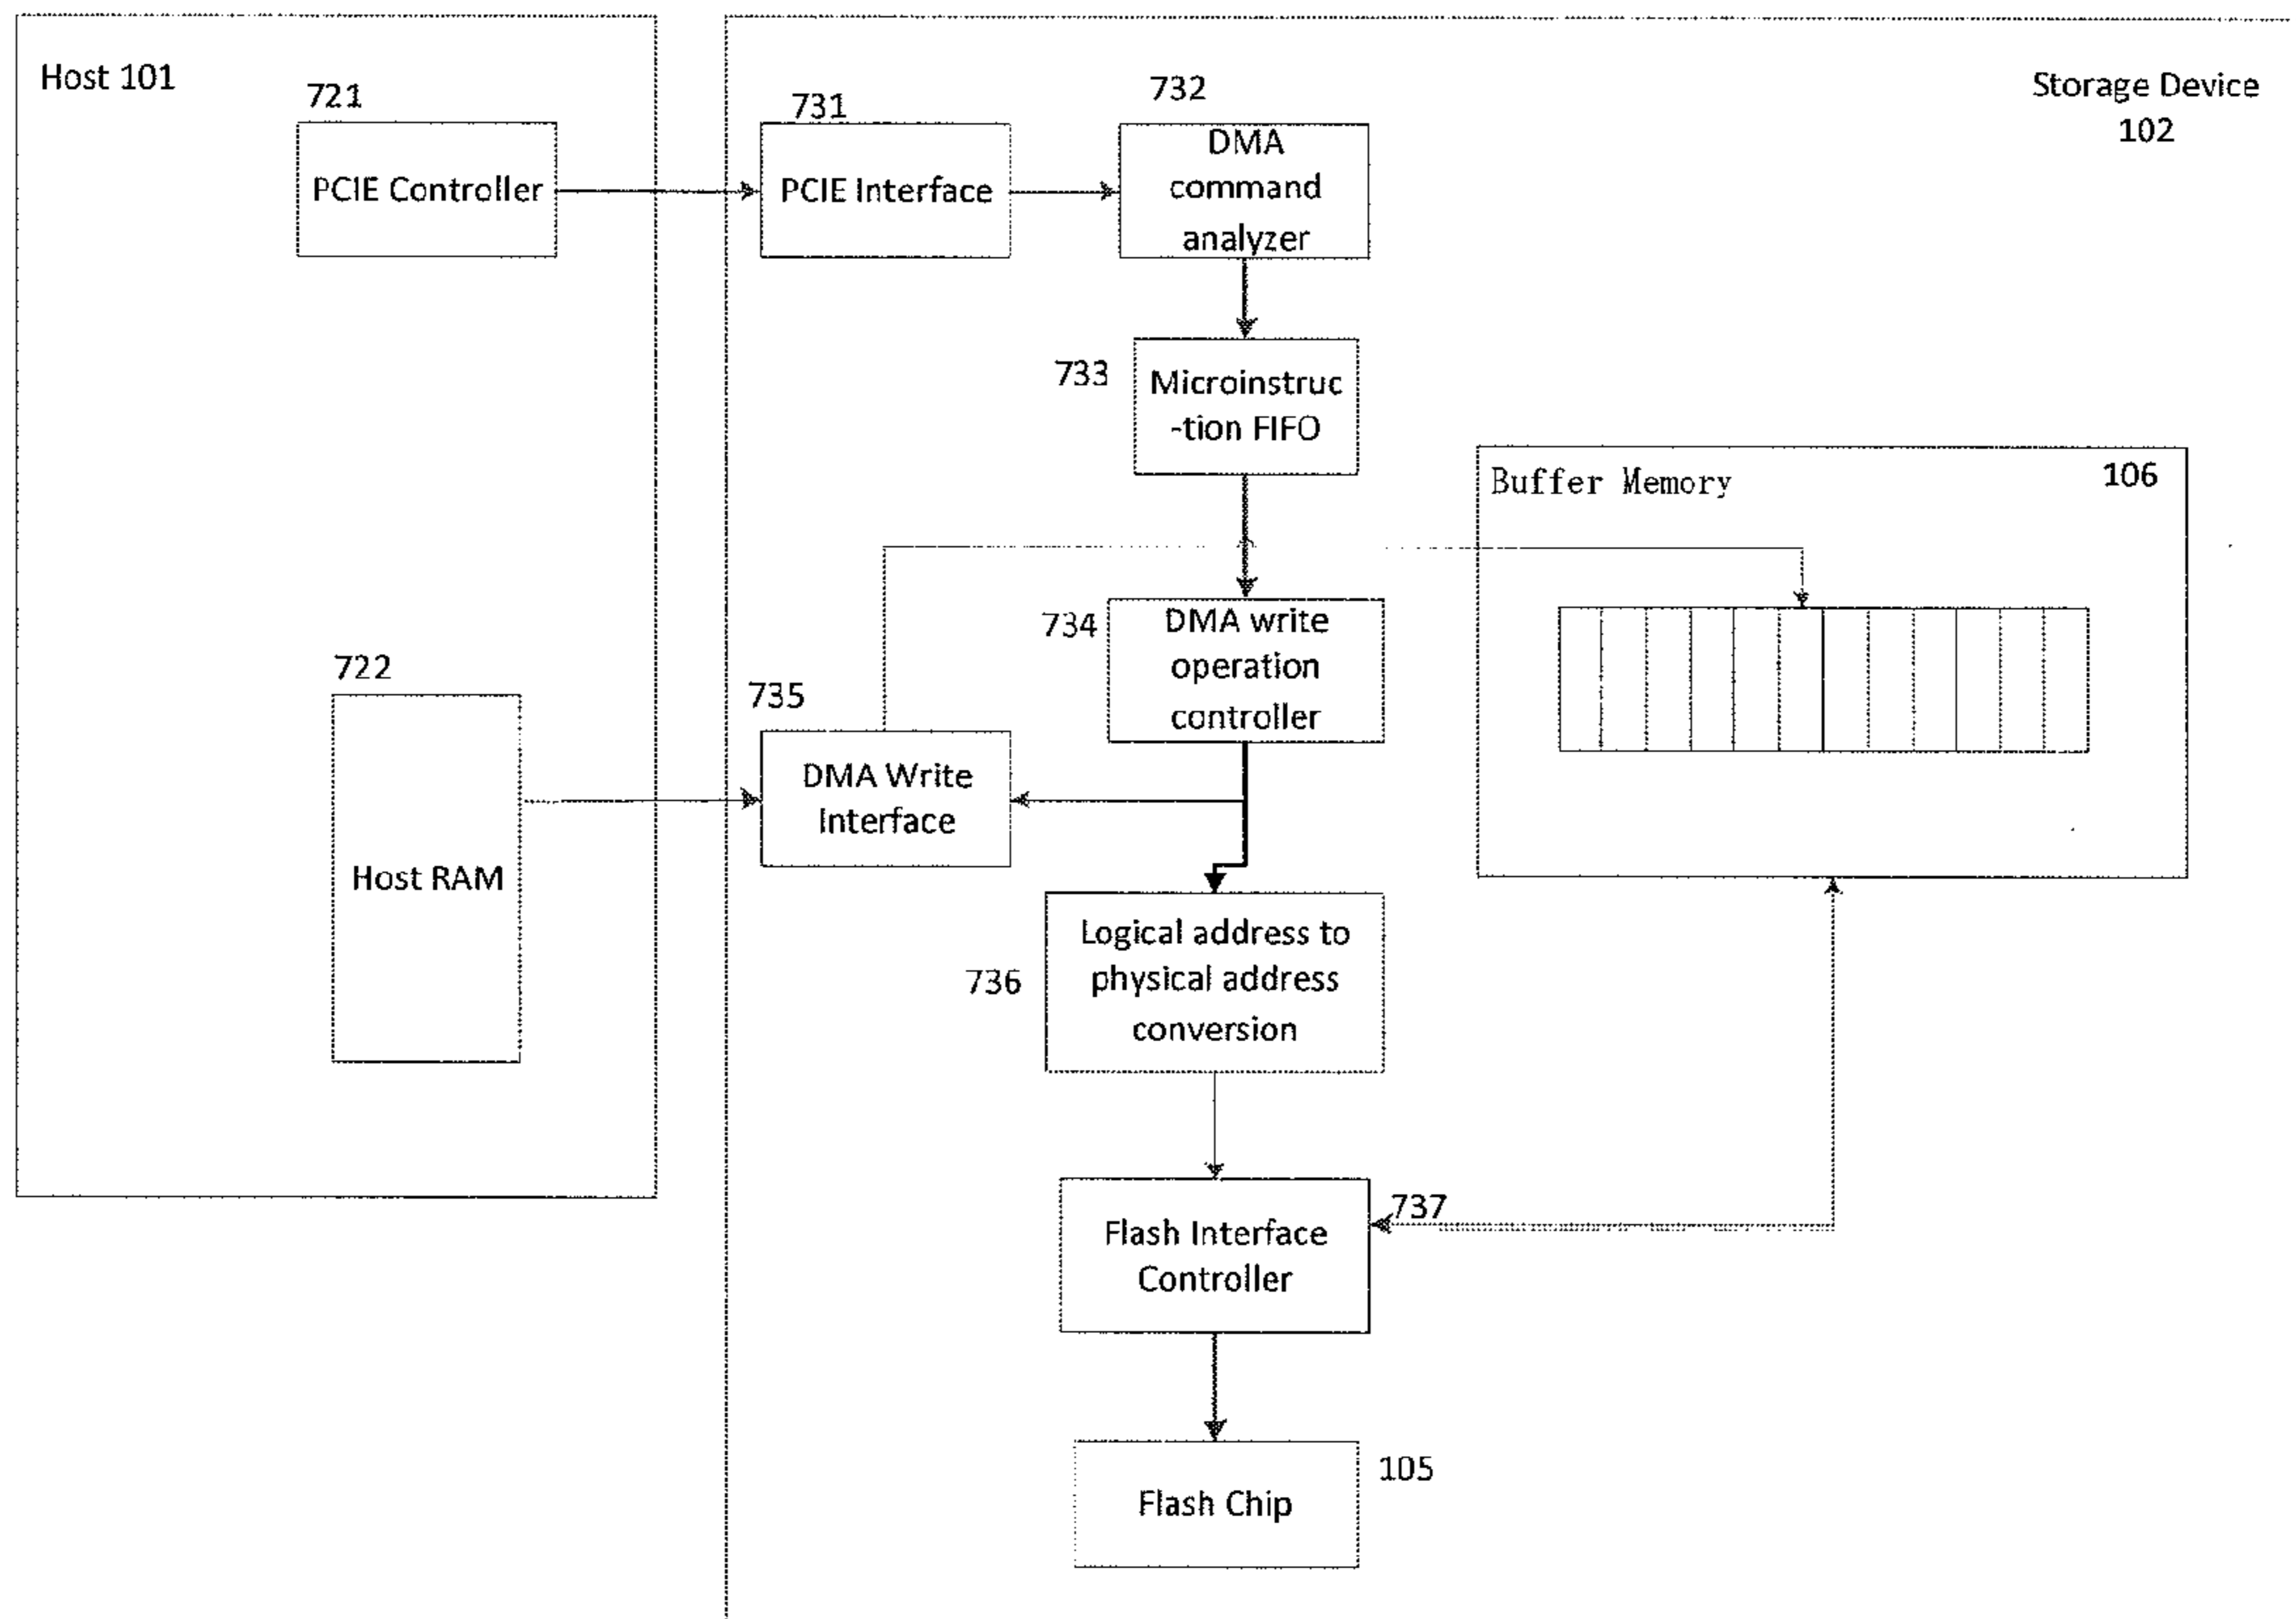 Host 101
721
PCIE Controller
722
Host RAM
Storage Device
102
731
PCIE Interface
732
DMA
command
analyzer
733
Microinstruc
-tion FIFO
Buffer Memory
106
734
DMA write
operation
controller
735
DMA Write
Interface
736
Logical address to
physical address
conversion
737
Flash Interface
Controller
105
Flash Chip